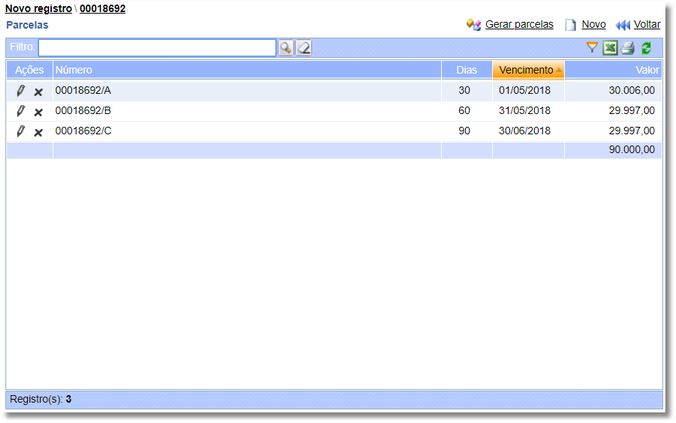 Novo registro \ 00018692
Parcelas Gerar parcelas Novo Voltar
Filtro:
Ações Número Dias Vencimento Valor
00018692/A 30 01/05/2018 30.006,00
00018692/B 60 31/05/2018 29.997,00
00018692/C 90 30/06/2018 29.997,00
90.000,00
Registro(s): 3